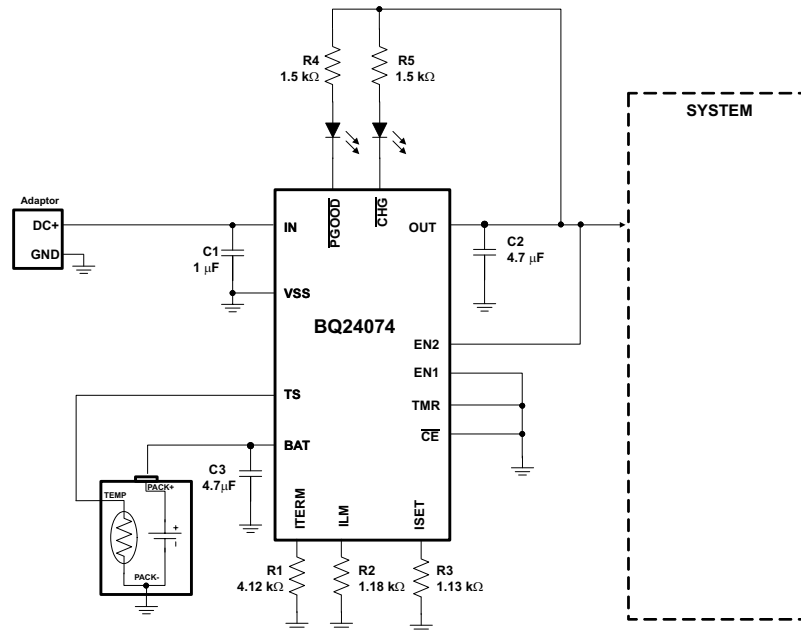 R4
1.5 kΩ
R5
1.5 kΩ
SYSTEM
Adaptor
DC+
GND
IN
PGOOD
CHG
OUT
C1
1 μF
C2
4.7 μF
VSS
BQ24074
EN2
EN1
TS
TMR
BAT
CE
C3
4.7μF
PACK+
TEMP
+
–
PACK-
ITERM
ILM
ISET
R1
4.12 kΩ
R2
1.18 kΩ
R3
1.13 kΩ